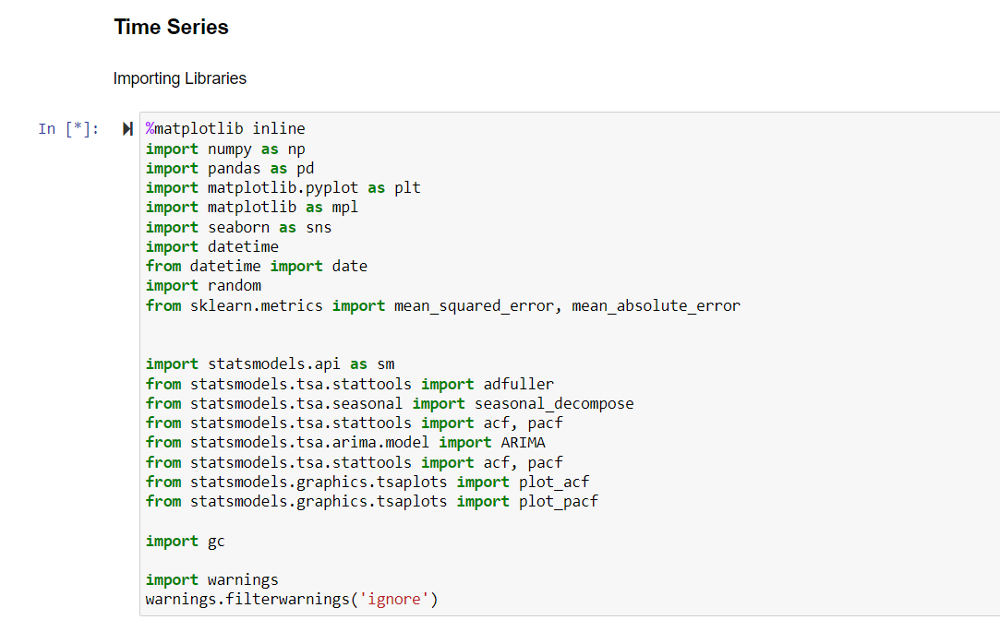 Time Series
Importing Libraries
In [*]:
%matplotlib inline
import numpy as np
import pandas as pd
import matplotlib.pyplot as plt
import matplotlib as mpl
import seaborn as sns
import datetime
from datetime import date
import random
from sklearn.metrics import mean_squared_error, mean_absolute_error
import statsmodels.api as sm
from statsmodels.tsa.stattools import adfuller
from statsmodels.tsa.seasonal import seasonal_decompose
from statsmodels.tsa.stattools import acf, pacf
from statsmodels.tsa.arima.model import ARIMA
from statsmodels.tsa.stattools import acf, pacf
from statsmodels.graphics.tsaplots import plot_acf
from statsmodels.graphics.tsaplots import plot_pacf
import gc
import warnings
warnings.filterwarnings('ignore')